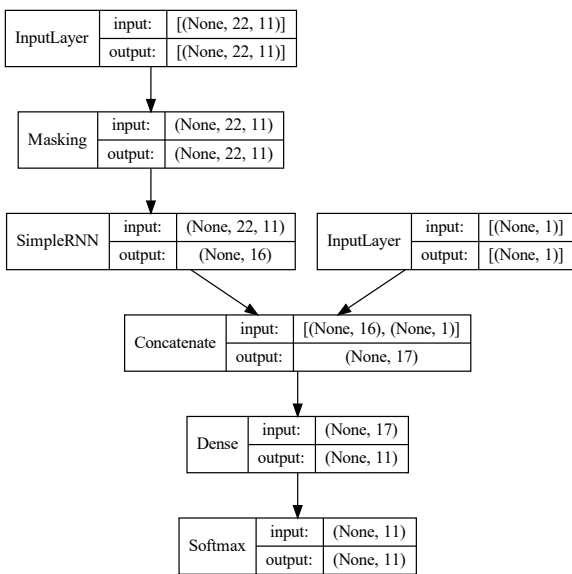 InputLayer
input: [(None, 22, 11)]
output: [(None, 22, 11)]
Masking
input: (None, 22, 11)
output: (None, 22, 11)
SimpleRNN
input: (None, 22, 11)
output: (None, 16)
InputLayer
input: [(None, 1)]
output: [(None, 1)]
Concatenate
input: [(None, 16), (None, 1)]
output: (None, 17)
Dense
input: (None, 17)
output: (None, 11)
Softmax
input: (None, 11)
output: (None, 11)